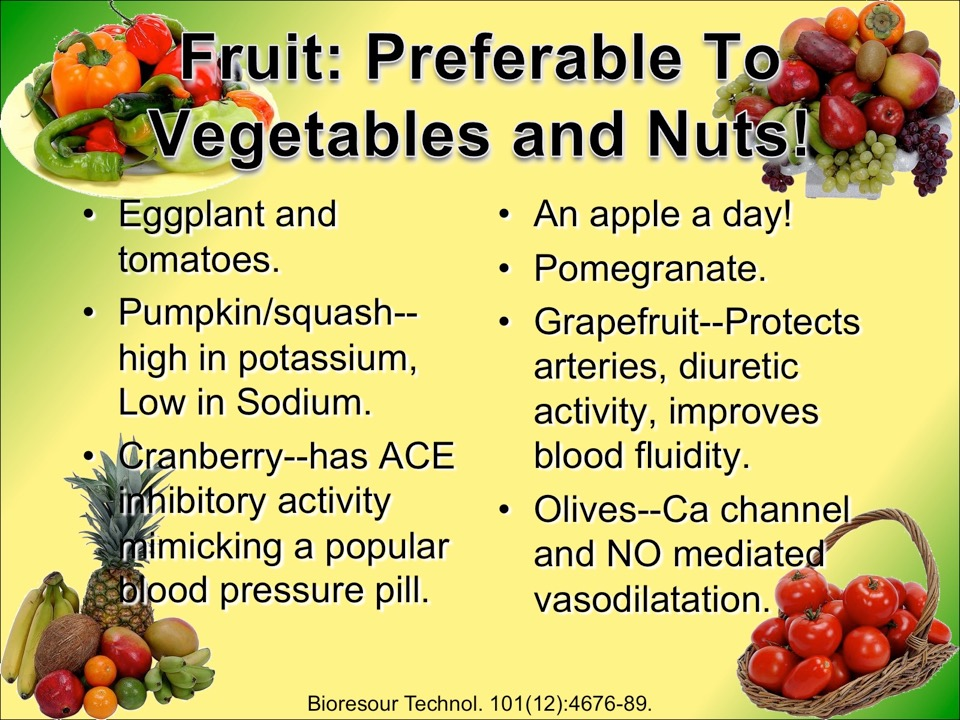 Fruit: Preferable To
Vegetables and Nuts!
• Eggplant and
tomatoes.
• Pumpkin/squash--
high in potassium,
Low in Sodium.
• Cranberry--has ACE
inhibitory activity
mimicking a popular
blood pressure pill.
• An apple a day!
• Pomegranate.
• Grapefruit--Protects
arteries, diuretic
activity, improves
blood fluidity.
• Olives--Ca channel
and NO mediated
vasodilatation.
Bioresour Technol. 101(12):4676-89.